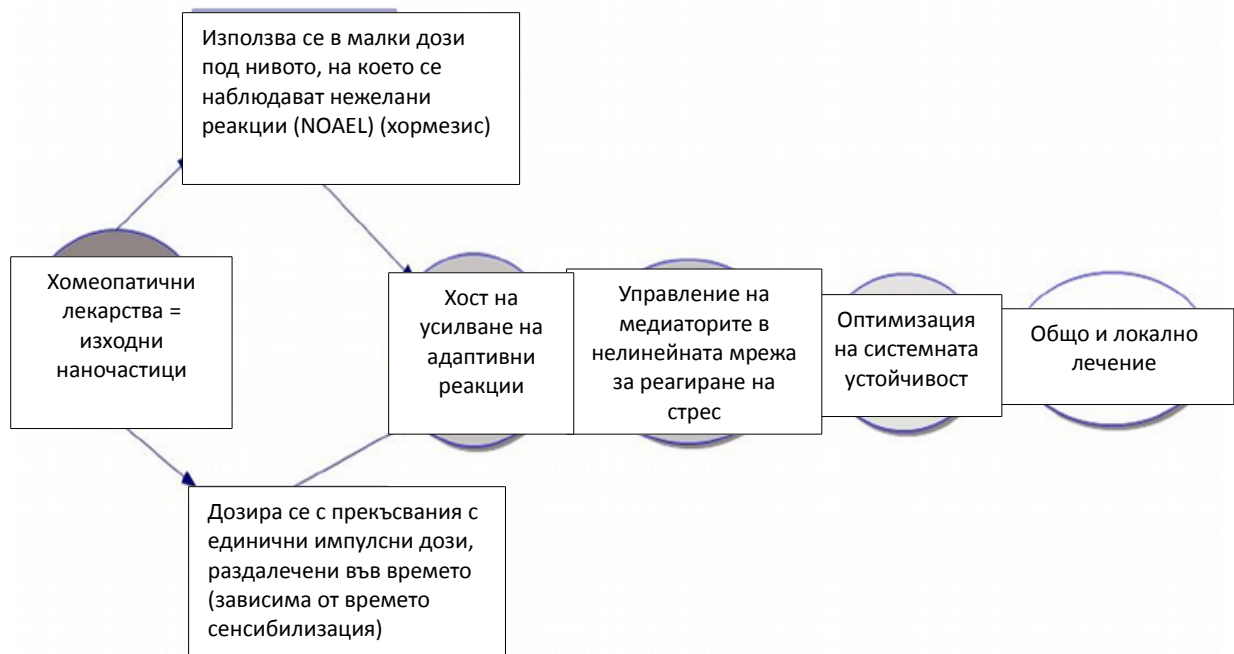 Използва се в малки дози
под нивото, на което се
наблюдават нежелани
реакции (NOAEL) (хормезис)
Хомеопатични
лекарства =
изходни
наночастици
Хост на
усилване на
адаптивни
реакции
Управление на
медиаторите в
нелинейната мрежа
за реагиране на
стрес
Оптимизация
на системната
устойчивост
Общо и локално
лечение
Дозира се с прекъсвания с
единични импулсни дози,
раздалечени във времето
(зависима от времето
сенсибилизация)